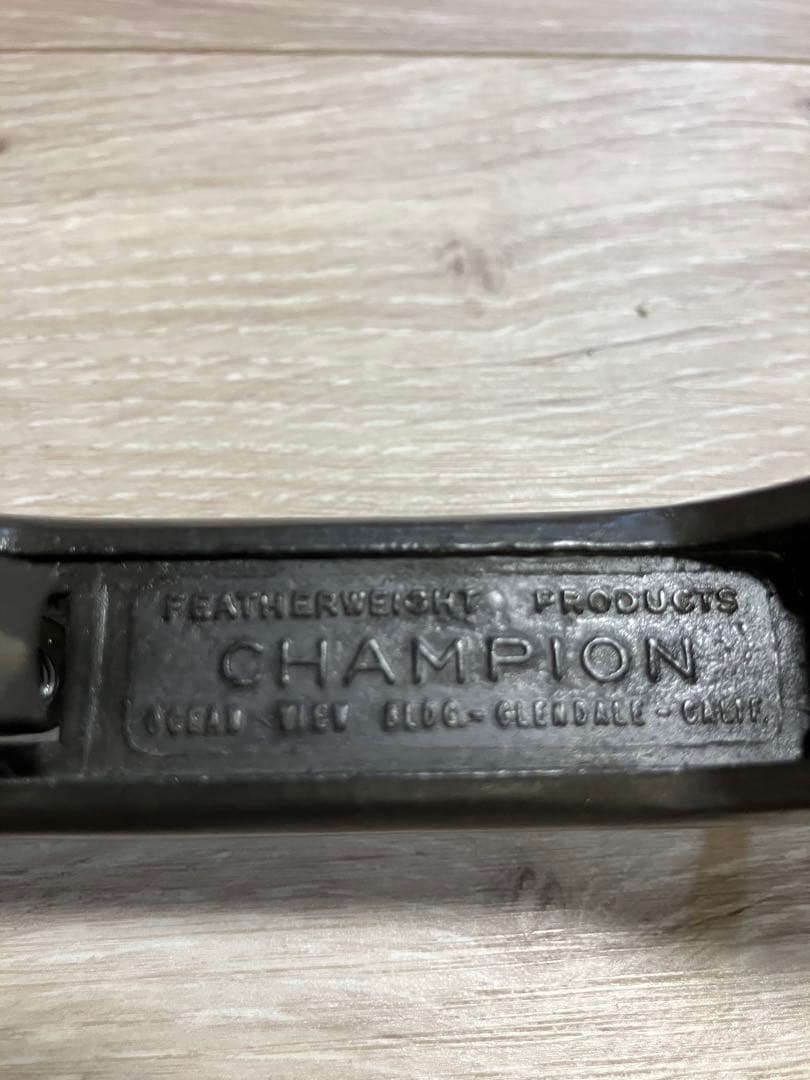 FEATHERWEIGHT PRODUCTS
CHAMPION
OCEAN VIEW BLDG.-GLENDALE-CALIF.